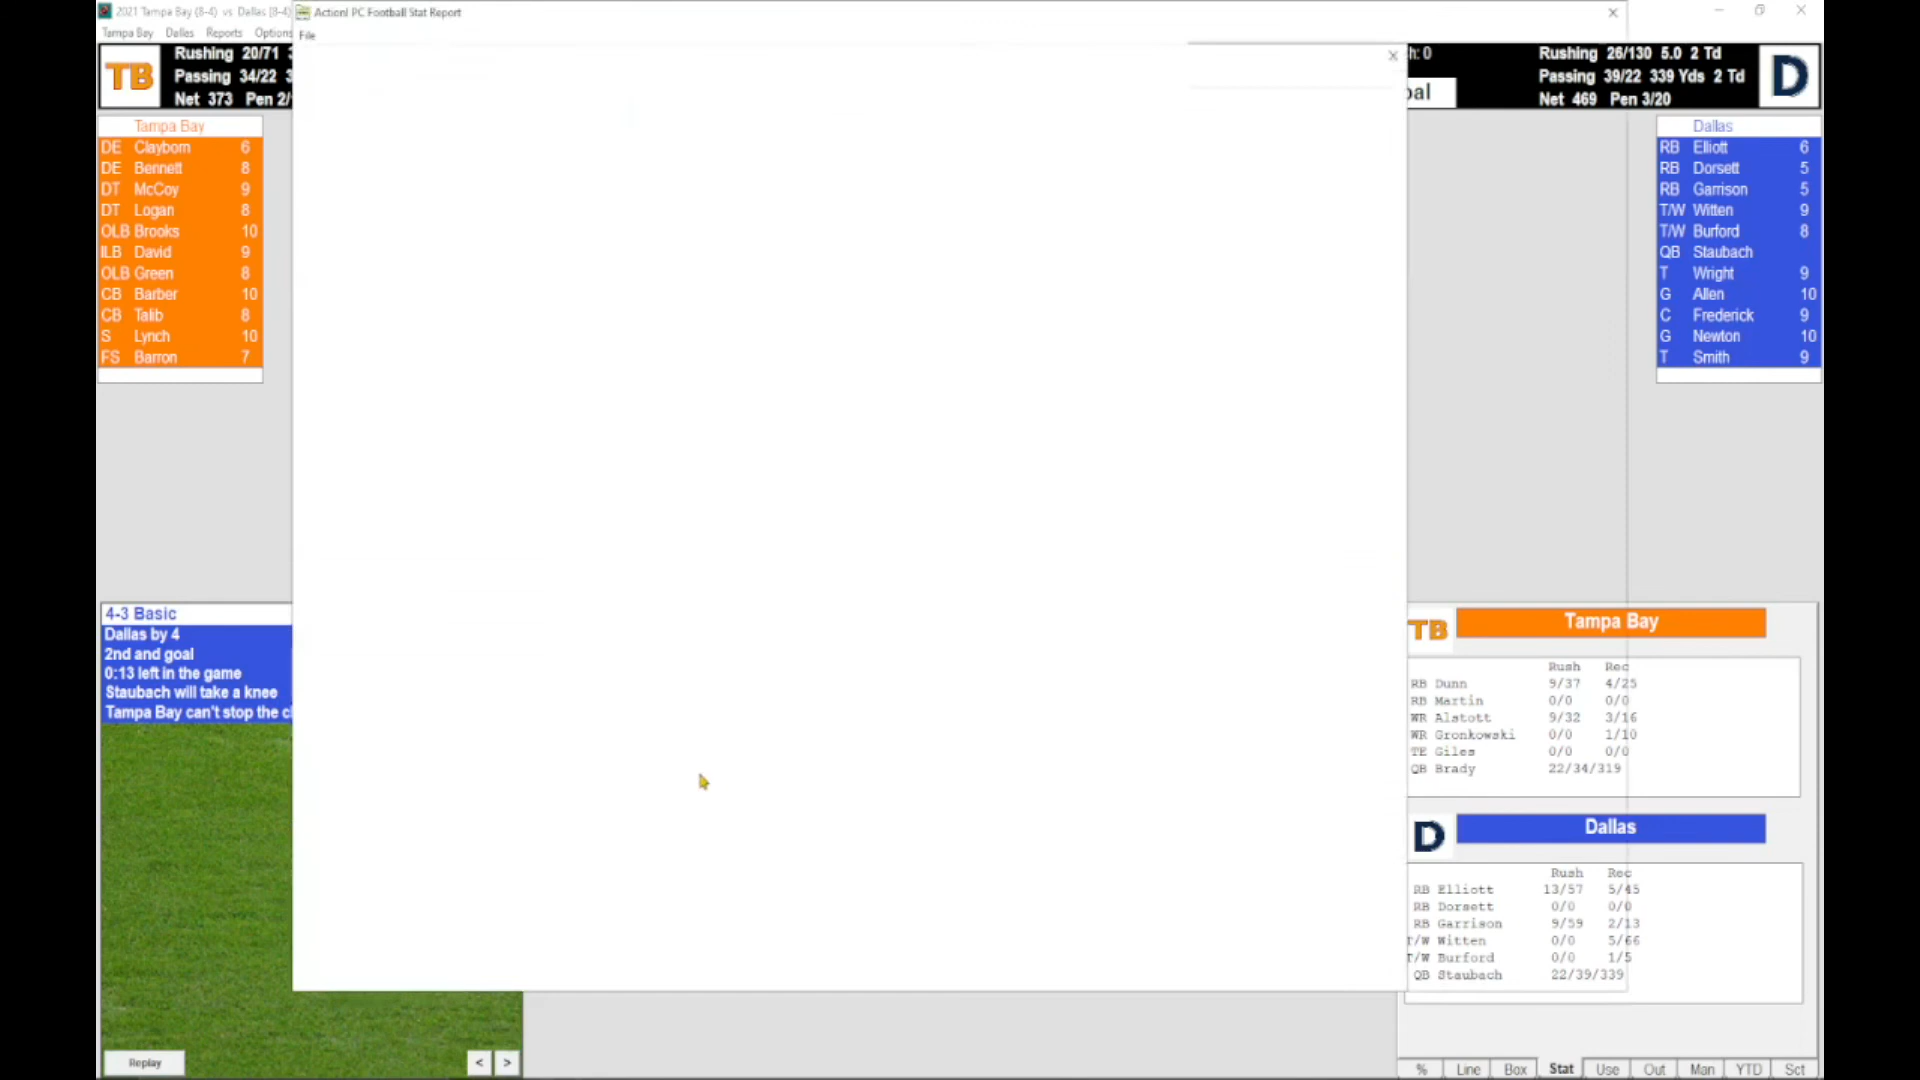 2021 Tampa Bay (8-4) vs Dallas (8-4)
Action! PC Football Stat Report
Tampa Bay Dallas Reports Options
File
TB
Rushing 20/71
Passing 34/22
Net 373 Pen 2/
h: 0
oal
Rushing 26/130 5.0 2 Td
Passing 39/22 339 Yds 2 Td
Net 469 Pen 3/20
D
Tampa Bay
DE Clayborn 6
DE Bennett 8
DT McCoy 9
DT Logan 8
OLB Brooks 10
ILB David 9
OLB Green 8
CB Barber 10
CB Talib 8
S Lynch 10
FS Barron 7
Dallas
RB Elliott 6
RB Dorsett 5
RB Garrison 5
T/W Witten 9
T/W Burford 8
QB Staubach
T Wright 9
G Allen 10
C Frederick 9
G Newton 10
T Smith 9
4-3 Basic
Dallas by 4
2nd and goal
0:13 left in the game
Staubach will take a knee
Tampa Bay can't stop the cl
Replay
< >
TB
Tampa Bay
Rush Rec
RB Dunn 9/37 4/25
RB Martin 0/0 0/0
WR Alstott 9/32 3/16
WR Gronkowski 0/0 1/10
TE Giles 0/0 0/0
QB Brady 22/34/319
D
Dallas
Rush Rec
RB Elliott 13/57 5/45
RB Dorsett 0/0 0/0
RB Garrison 9/59 2/13
T/W Witten 0/0 5/66
T/W Burford 0/0 1/5
QB Staubach 22/39/339
% Line Box Stat Use Out Man YTD Sct